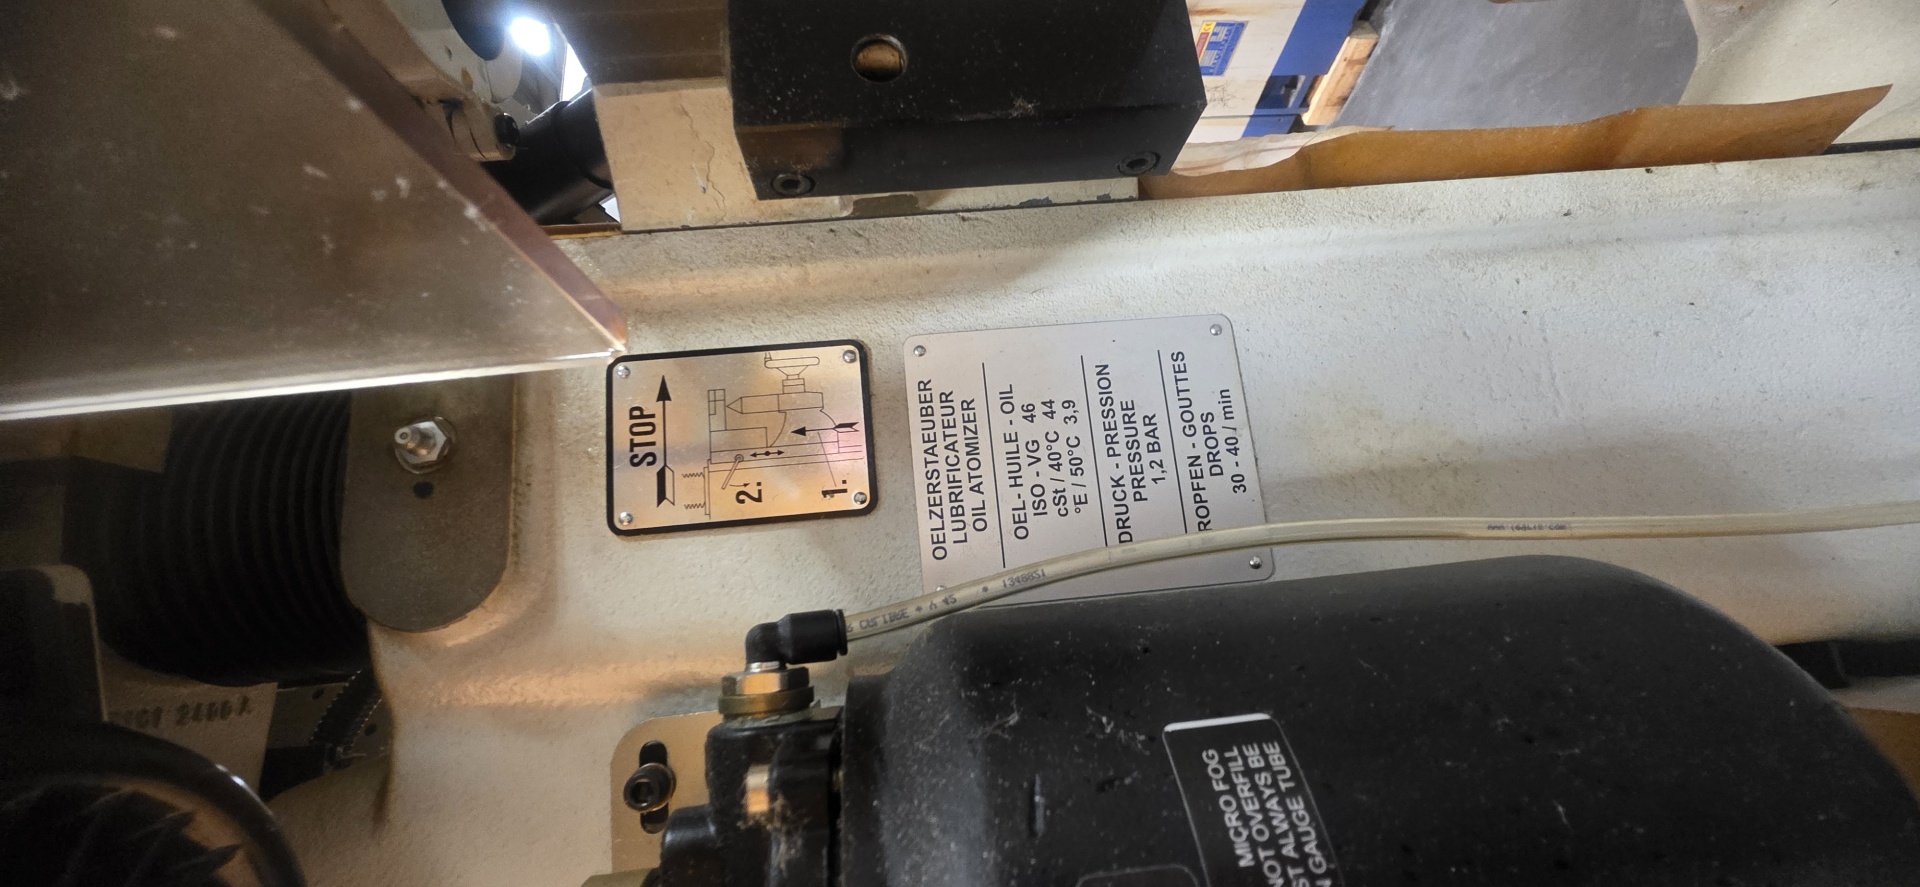 STOP
2.
1.
OELZERSTAEUBER
LUBRIFICATEUR
OIL ATOMIZER
OEL - HUILE - OIL
ISO - VG 46
cSt / 40°C 44
°E / 50°C 3,9
DRUCK - PRESSION
PRESSURE
1,2 BAR
ROPFEN - GOUTTES
DROPS
30 - 40 / min
1348651
MICRO FOG
NOT OVERFILL
ST ALWAYS BE
GAUGE TUBE